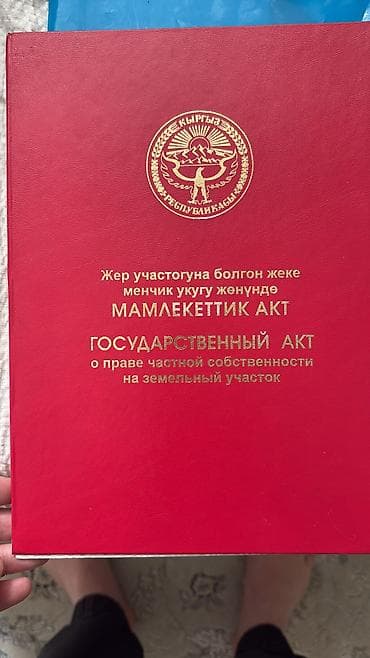 КЫРГЫЗ
РЕСПУБЛИКАСЫ
Жер участогуна болгон жеке
менчик укугу жөнүндө
МАМЛЕКЕТТИК АКТ
ГОСУДАРСТВЕННЫЙ АКТ
о праве частной собственности
на земельный участок